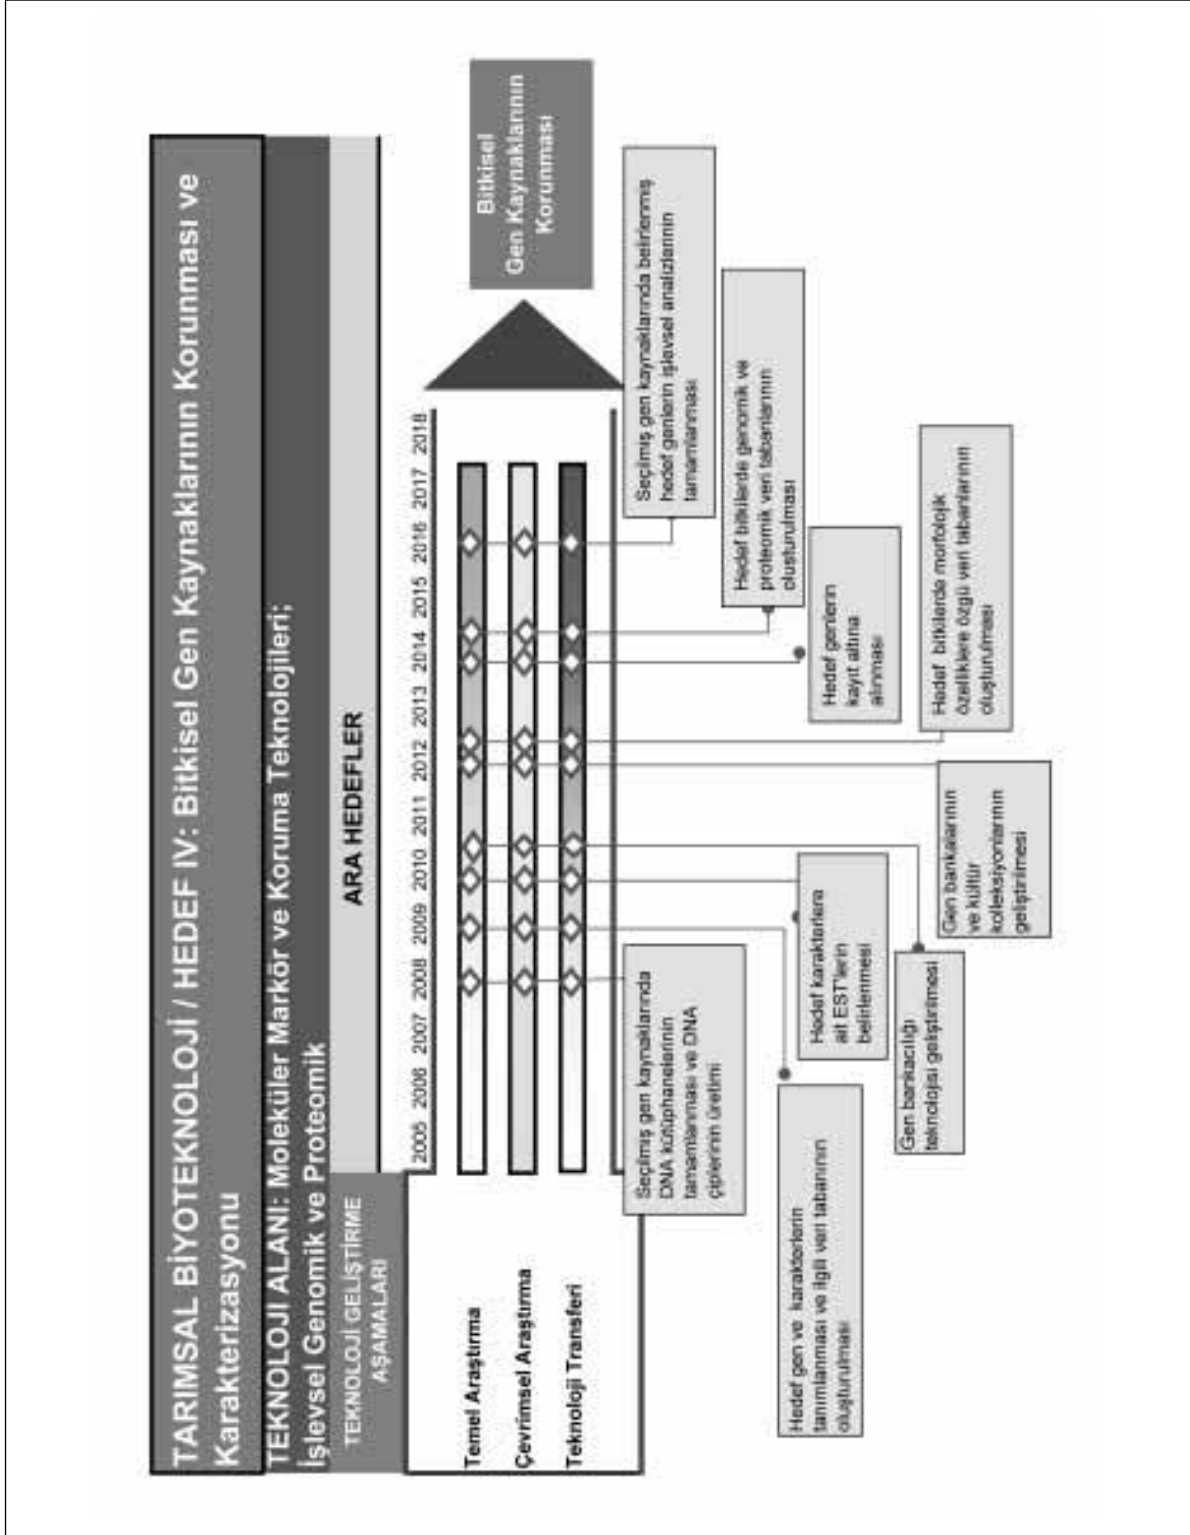 TARIMSAL BİYOTEKNOLOJİ / HEDEF IV: Bitkisel Gen Kaynaklarının Korunması ve
Karakterizasyonu
TEKNOLOJI ALANI: Moleküler Markör ve Koruma Teknolojileri;
İşlevsel Genomik ve Proteomik
TEKNOLOJİ GELİŞTİRME
AŞAMALARI
ARA HEDEFLER
2005 2006 2007 2008 2009 2010 2011 2012 2013 2014 2015 2016 2017 2018
Temel Araştırma
Çevrimsel Araştırma
Teknoloji Transferi
Bitkisel
Gen Kaynaklarının
Korunması
Seçilmiş gen kaynaklarında
DNA kütüphanelerinin
tamamlanması ve DNA
çiplerinin üretimi
Hedef gen ve karakterlerin
tanımlanması ve ilgili veri tabanının
oluşturulması
Hedef karakterlere
ait EST'lerin
belirlenmesi
Gen bankacılığı
teknolojisi geliştirilmesi
Gen bankalarının
ve kültür
kolleksiyonlarının
geliştirilmesi
Hedef bitkilerde morfolojik
özelliklere özgü veri tabanlarının
oluşturulması
Hedef genlerin
kayıt altına
alınması
Hedef bitkilerde genomik ve
proteomik veri tabanlarının
oluşturulması
Seçilmiş gen kaynaklarında belirlenmiş
hedef genlerin işlevsel analizlerinin
tamamlanması